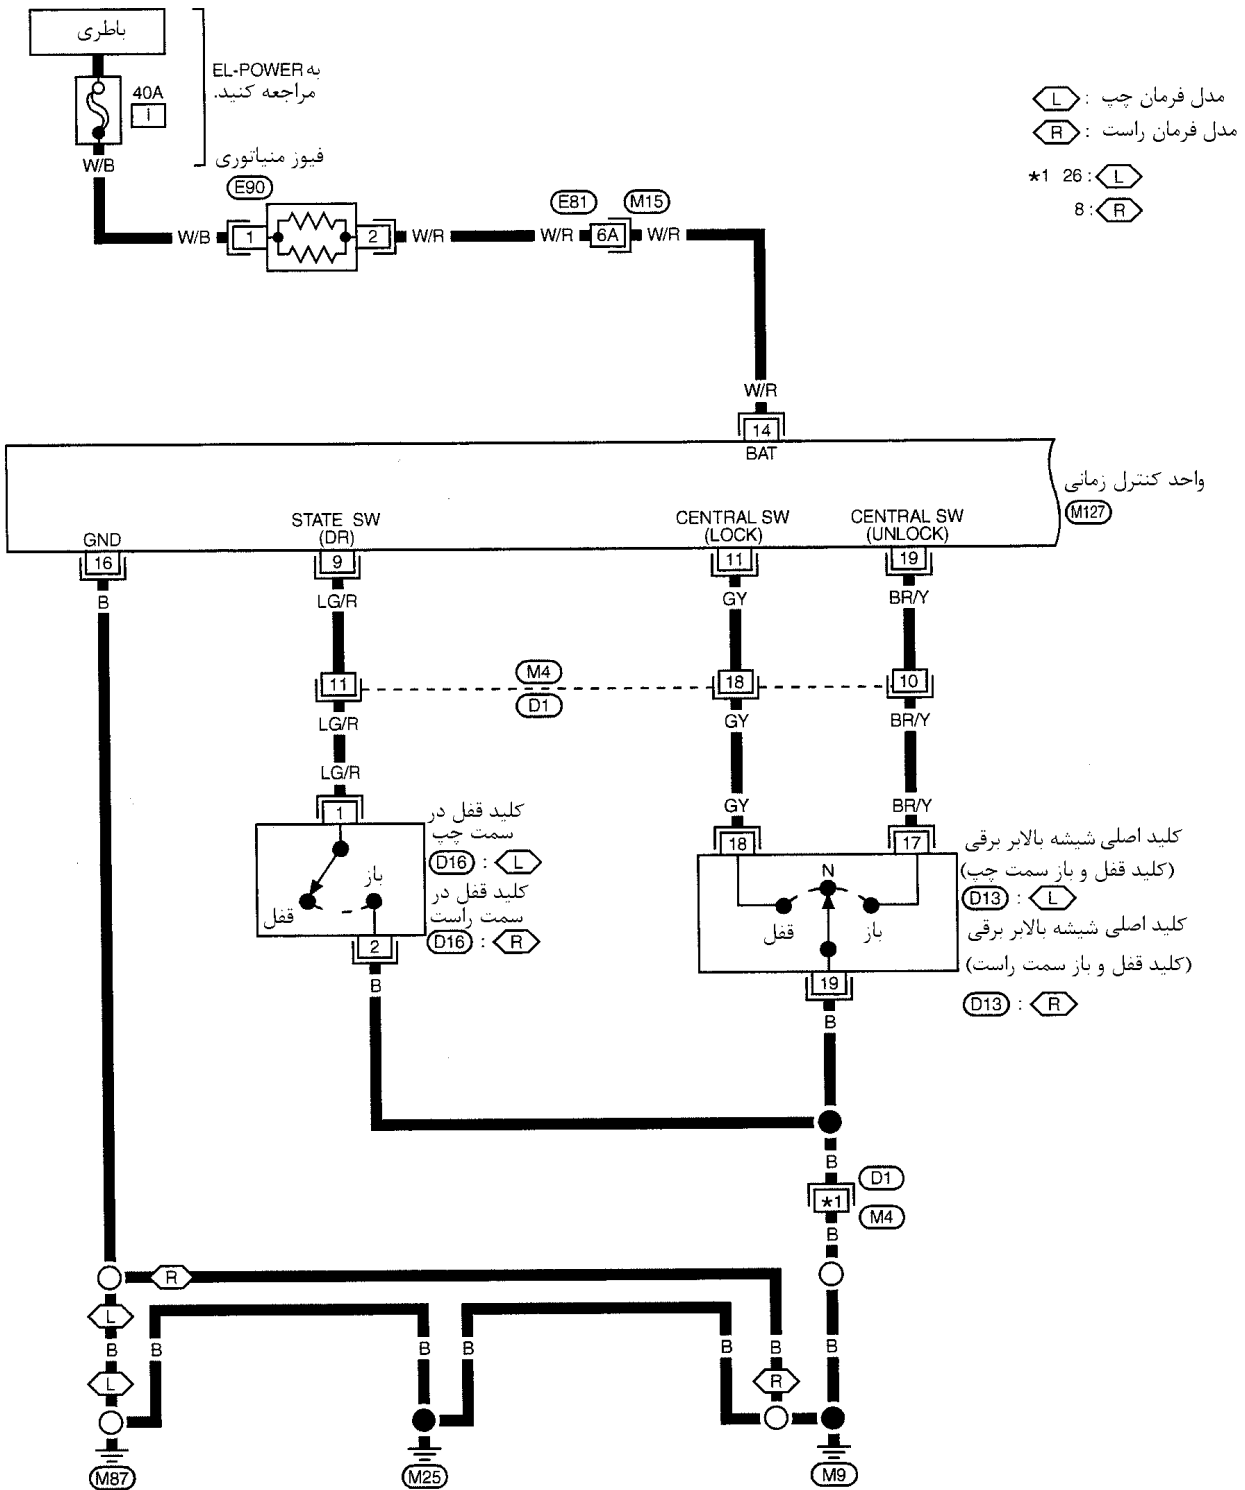 باطری
به EL-POWER
مراجعه کنید.
40A
i
فیوز منیاتوری
W/B
E90
W/B
1
2
W/R
W/R
E81
M15
6A
W/R
L : مدل فرمان چپ
R : مدل فرمان راست
*1 26 : L
8 : R
W/R
14
BAT
واحد کنترل زمانی
M127
GND
STATE SW
(DR)
CENTRAL SW
(LOCK)
CENTRAL SW
(UNLOCK)
16
9
11
19
B
LG/R
GY
BR/Y
11
M4
D1
18
10
LG/R
GY
BR/Y
LG/R
GY
BR/Y
1
18
17
کلید قفل در
سمت چپ
D16 : L
کلید قفل در
سمت راست
D16 : R
باز
قفل
2
B
N
قفل
باز
19
B
کلید اصلی شیشه بالابر برقی
(کلید قفل و باز سمت چپ)
D13 : L
کلید اصلی شیشه بالابر برقی
(کلید قفل و باز سمت راست)
D13 : R
B
D1
*1
M4
B
R
L
B
B
B
B
B
B
B
L
R
M87
M25
M9